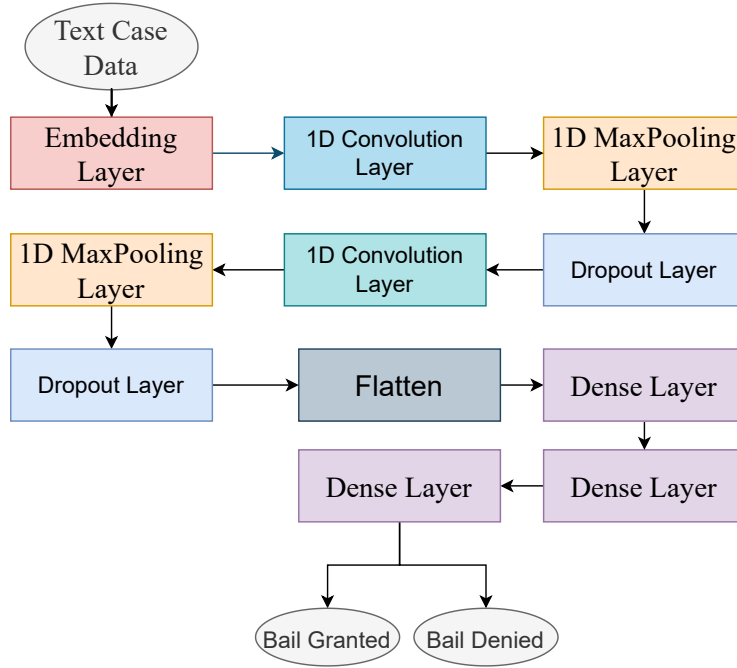 Text Case
Data
Embedding
Layer
1D Convolution
Layer
1D MaxPooling
Layer
1D MaxPooling
Layer
1D Convolution
Layer
Dropout Layer
Dropout Layer
Flatten
Dense Layer
Dense Layer
Dense Layer
Bail Granted
Bail Denied